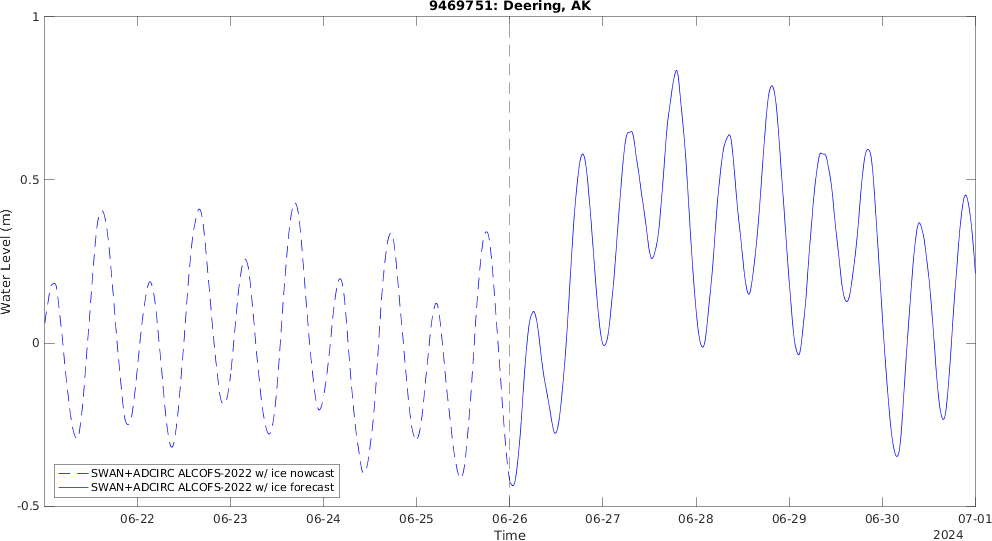 9469751: Deering, AK
1
0.5
0
-0.5
Water Level (m)
SWAN+ADCIRC ALCOFS-2022 w/ ice nowcast
SWAN+ADCIRC ALCOFS-2022 w/ ice forecast
06-22 06-23 06-24 06-25 06-26 06-27 06-28 06-29 06-30 07-01
Time
2024